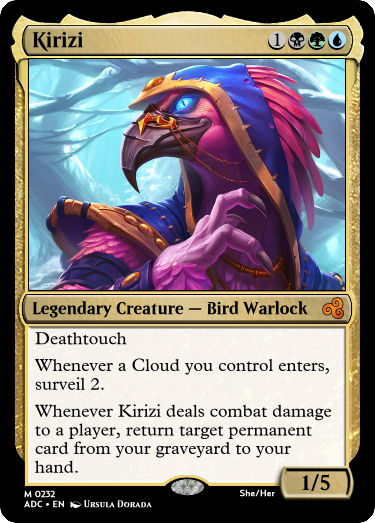 Kirizi 1
Legendary Creature — Bird Warlock
Deathtouch
Whenever a Cloud you control enters,
surveil 2.
Whenever Kirizi deals combat damage
to a player, return target permanent
card from your graveyard to your
hand.
1/5
M 0232 She/Her
ADC • EN Ursula Dorada